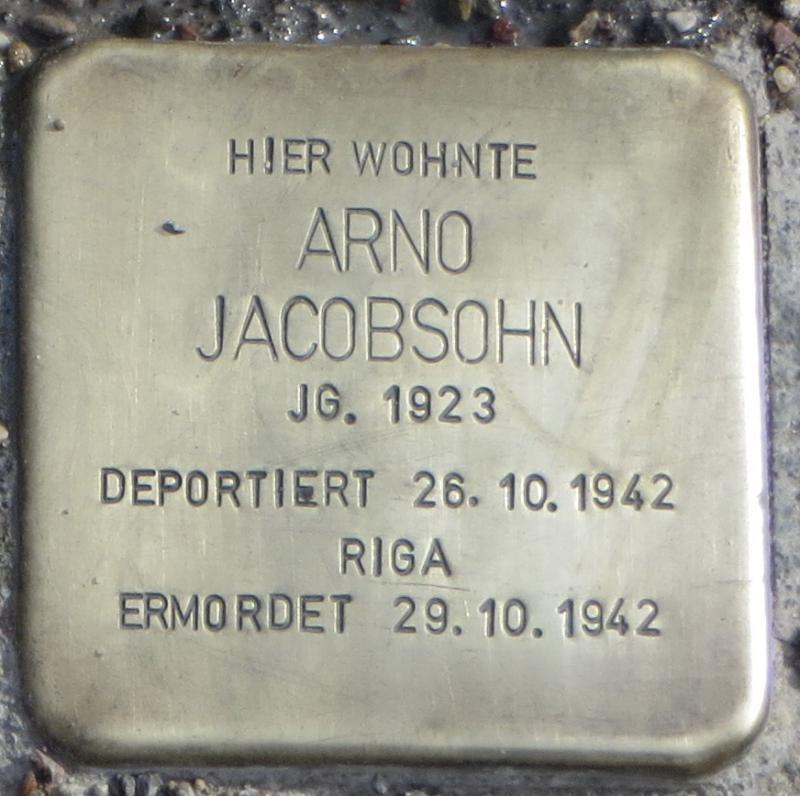 HIER WOHNTE
ARNO
JACOBSOHN
JG. 1923
DEPORTIERT 26.10.1942
RIGA
ERMORDET 29.10.1942